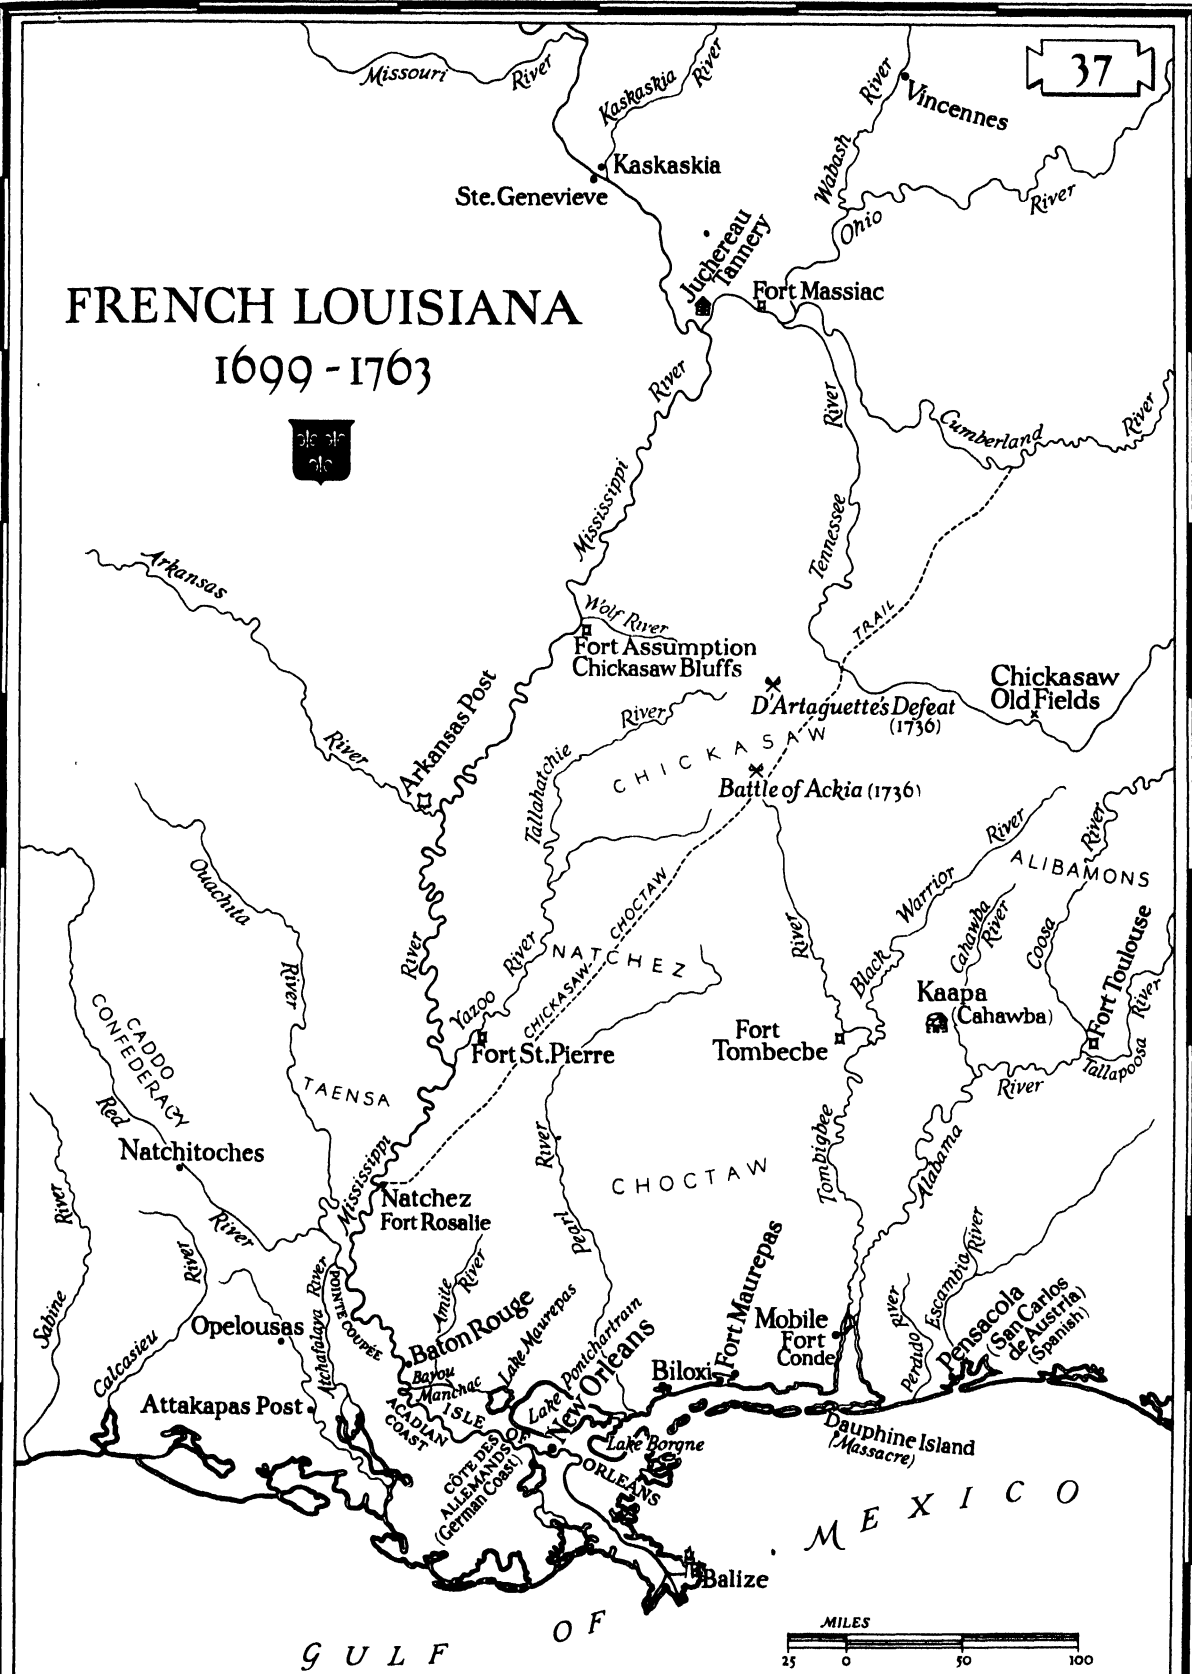 37
Missouri River
Kaskaskia River
Wabash River
Vincennes
Kaskaskia
Ste. Genevieve
Ohio River
Juchereau
Tannery
Fort Massiac
FRENCH LOUISIANA
1699 - 1763
Mississippi River
Tennessee River
Cumberland River
Arkansas River
TRAIL
Wolf River
Fort Assumption
Chickasaw Bluffs
Chickasaw
Old Fields
D'Artaguette's Defeat
(1736)
Arkansas Post
Tallahatchie River
CHICKASAW
Battle of Ackia (1736)
Ouachita River
River
CHOCTAW
CHICKASAW
NATCHEZ
Yazoo River
Fort St. Pierre
River
Black Warrior River
ALIBAMONS
Cahawba
River
Coosa River
Fort Toulouse
Kaapa
(Cahawba)
Fort
Tombecbe
Tallapoosa River
River
CADDO
CONFEDERACY
TAENSA
Red River
Natchitoches
Mississippi
Natchez
Fort Rosalie
Pearl River
CHOCTAW
Tombigbee
Alabama
Sabine River
Calcasieu River
Opelousas
Atchafalaya River
POINTE COUPÉE
Amite River
Baton Rouge
Bayou
Manchac
Lake Maurepas
Lake Pontchartrain
New Orleans
Fort Maurepas
Biloxi
Mobile
Fort
Conde
Perdido River
Escambia River
Pensacola
(San Carlos
de Austria)
(Spanish)
Attakapas Post
ACADIAN
COAST
ISLE
OF
ORLEANS
CÔTE DES
ALLEMANDS
(German Coast)
Lake Borgne
Dauphine Island
(Massacre)
Balize
GULF OF MEXICO
MILES
25 0 50 100